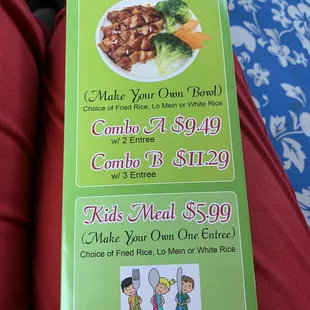 (Make Your Own Bowl)
Choice of Fried Rice, Lo Mein or White Rice
Combo A $9.49
w/ 2 Entree
Combo B $11.29
w/ 3 Entree
Kids Meal $5.99
(Make Your Own One Entree)
Choice of Fried Rice, Lo Mein or White Rice